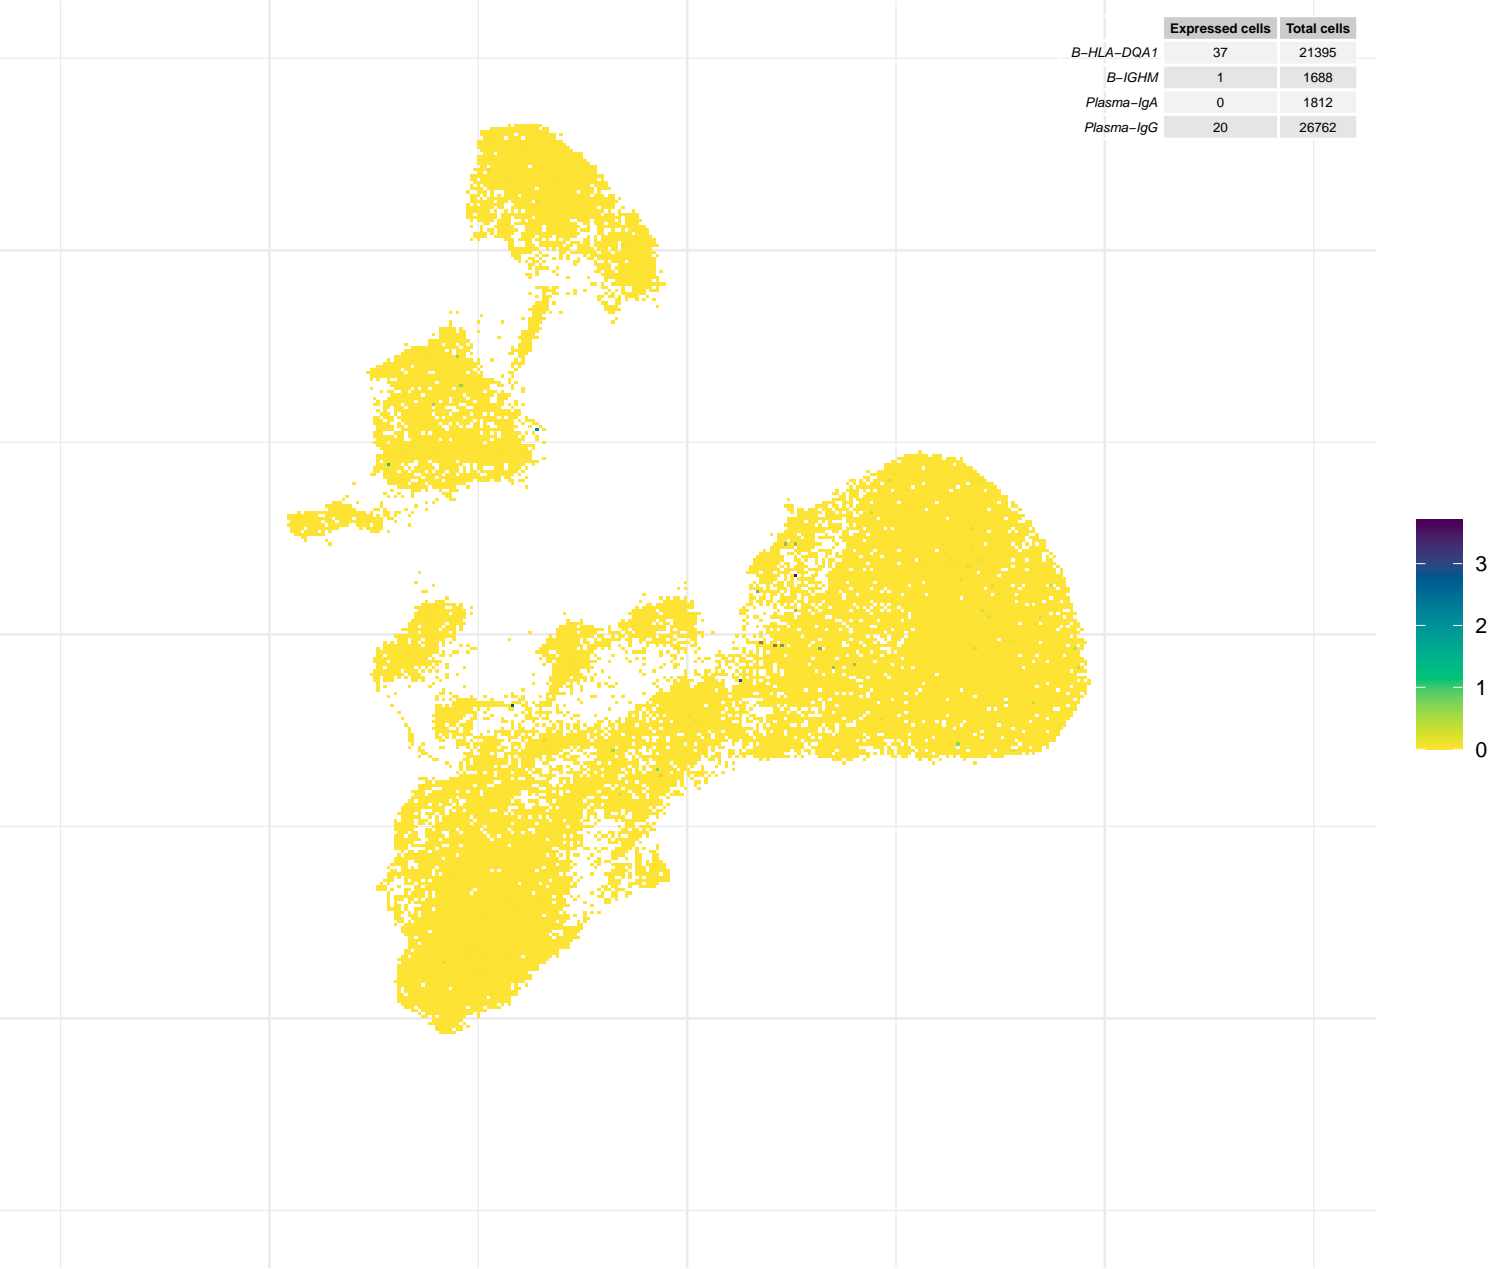 Expressed cells Total cells
B−HLA−DQA1 37 21395
B−IGHM 1 1688
Plasma−IgA 0 1812
Plasma−IgG 20 26762
3
2
1
0